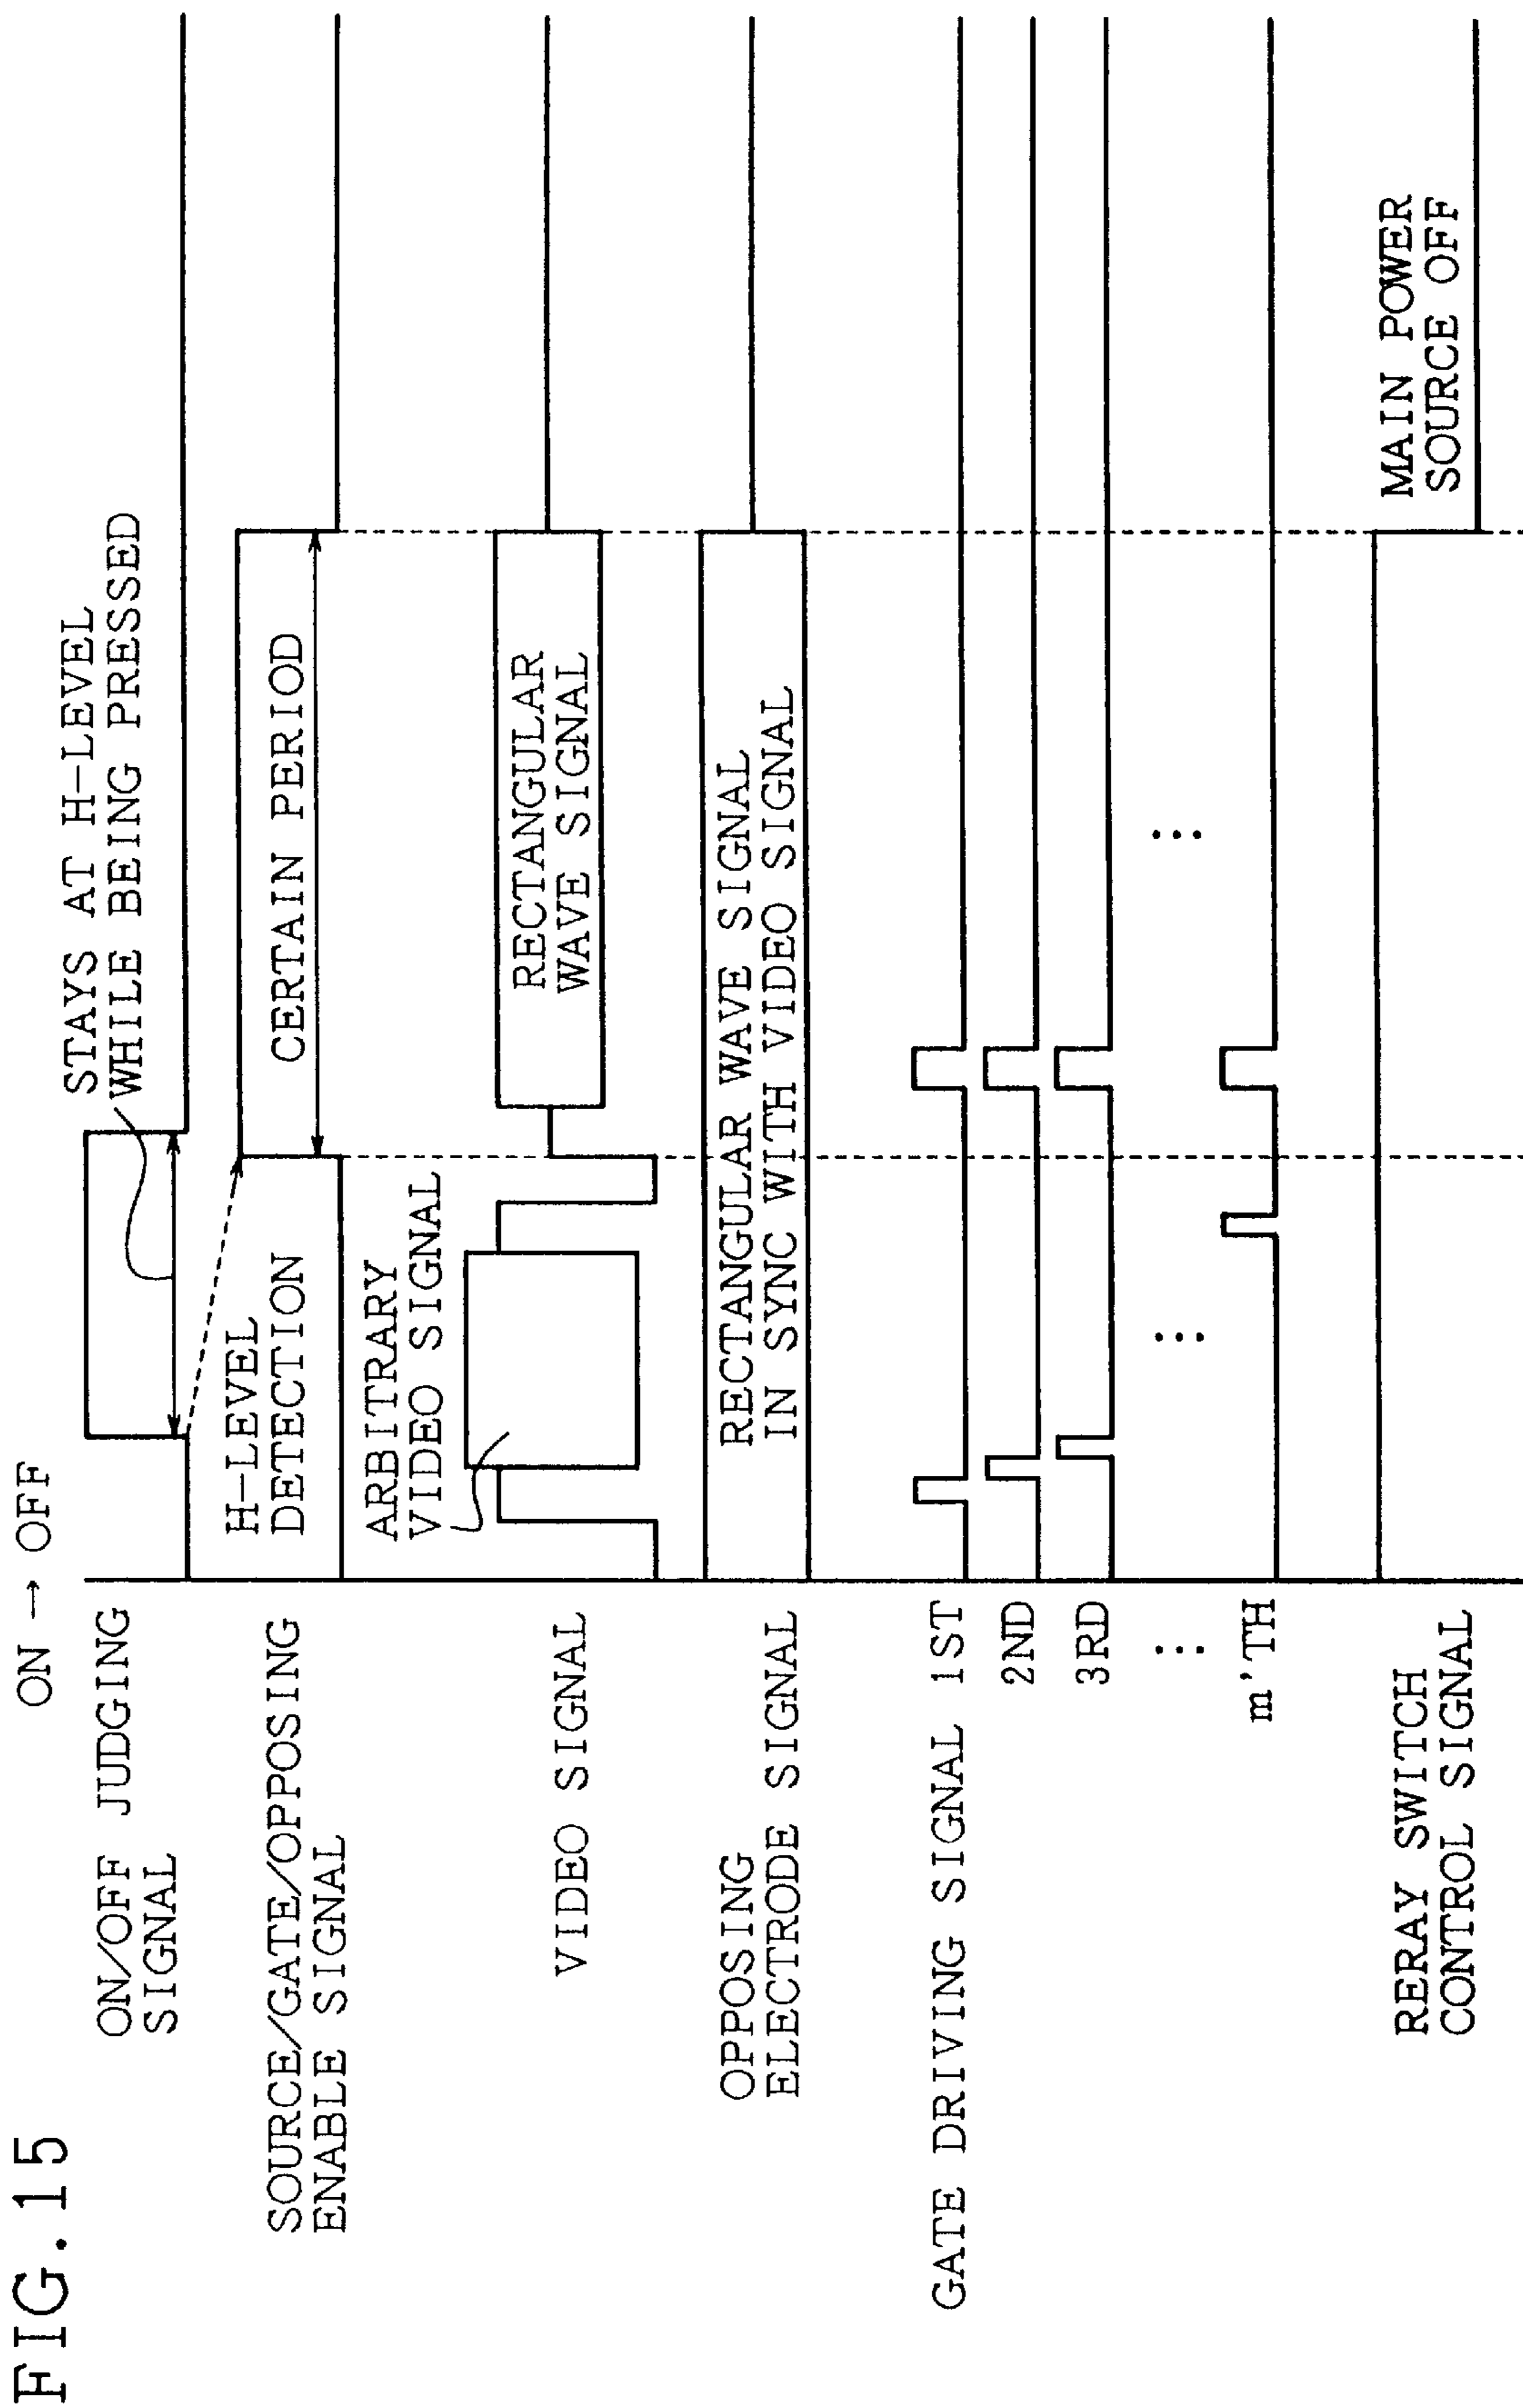 FIG.15
ON → OFF
ON/OFF JUDGING
SIGNAL
STAYS AT H-LEVEL
WHILE BEING PRESSED
SOURCE/GATE/OPPOSING
ENABLE SIGNAL
H-LEVEL
DETECTION
CERTAIN PERIOD
VIDEO SIGNAL
ARBITRARY
VIDEO SIGNAL
RECTANGULAR
WAVE SIGNAL
OPPOSING
ELECTRODE SIGNAL
RECTANGULAR WAVE SIGNAL
IN SYNC WITH VIDEO SIGNAL
GATE DRIVING SIGNAL 1ST
2ND
3RD
m'TH
RERAY SWITCH
CONTROL SIGNAL
MAIN POWER
SOURCE OFF